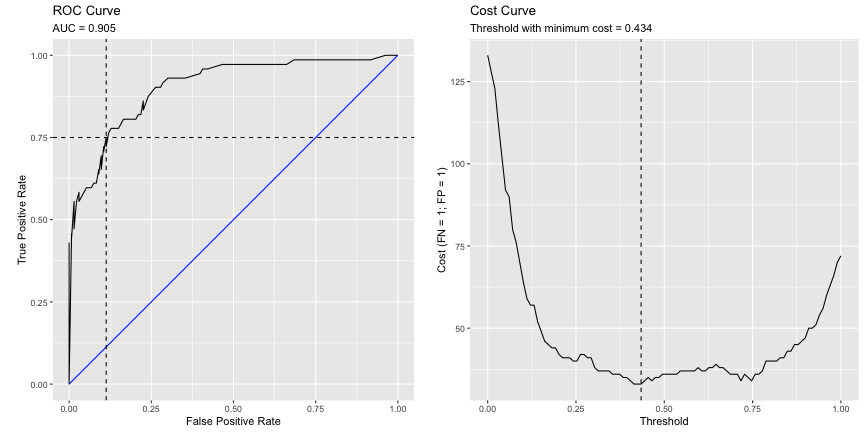 ROC Curve
AUC = 0.905
1.00
0.75
0.50
0.25
0.00
True Positive Rate
0.00 0.25 0.50 0.75 1.00
False Positive Rate
Cost Curve
Threshold with minimum cost = 0.434
125
100
75
50
Cost (FN = 1; FP = 1)
0.00 0.25 0.50 0.75 1.00
Threshold